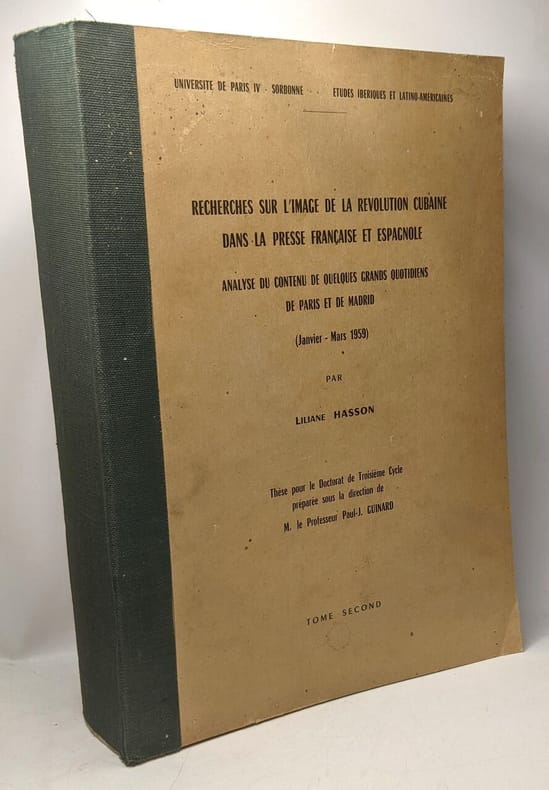 UNIVERSITE DE PARIS IV - SORBONNE ETUDES IBERIQUES ET LATINO-AMERICAINES
RECHERCHES SUR L'IMAGE DE LA REVOLUTION CUBAINE
DANS LA PRESSE FRANÇAISE ET ESPAGNOLE
ANALYSE DU CONTENU DE QUELQUES GRANDS QUOTIDIENS
DE PARIS ET DE MADRID
(Janvier - Mars 1959)
PAR
LILIANE HASSON
Thèse pour le Doctorat de Troisième Cycle
préparée sous la direction de
M. le Professeur Paul-J. GUINARD
TOME SECOND